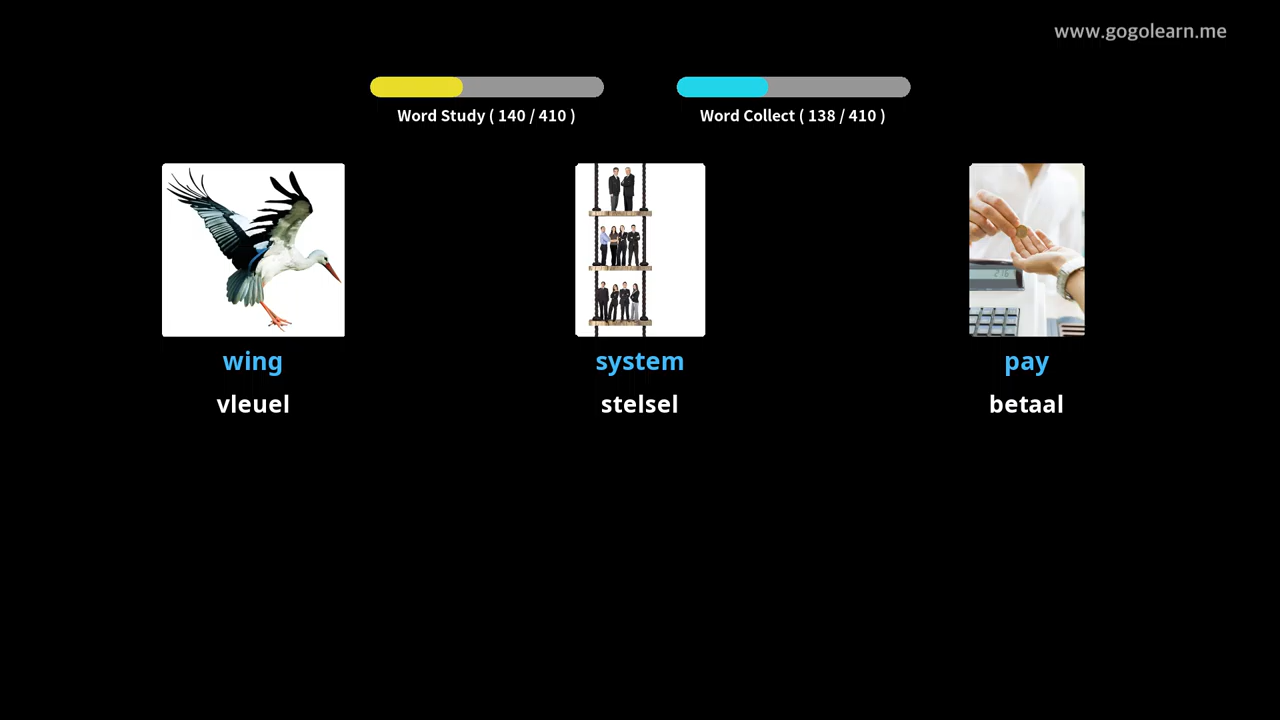 www.gogolearn.me
Word Study ( 140 / 410 )
Word Collect ( 138 / 410 )
wing
system
pay
vleuel
stelsel
betaal